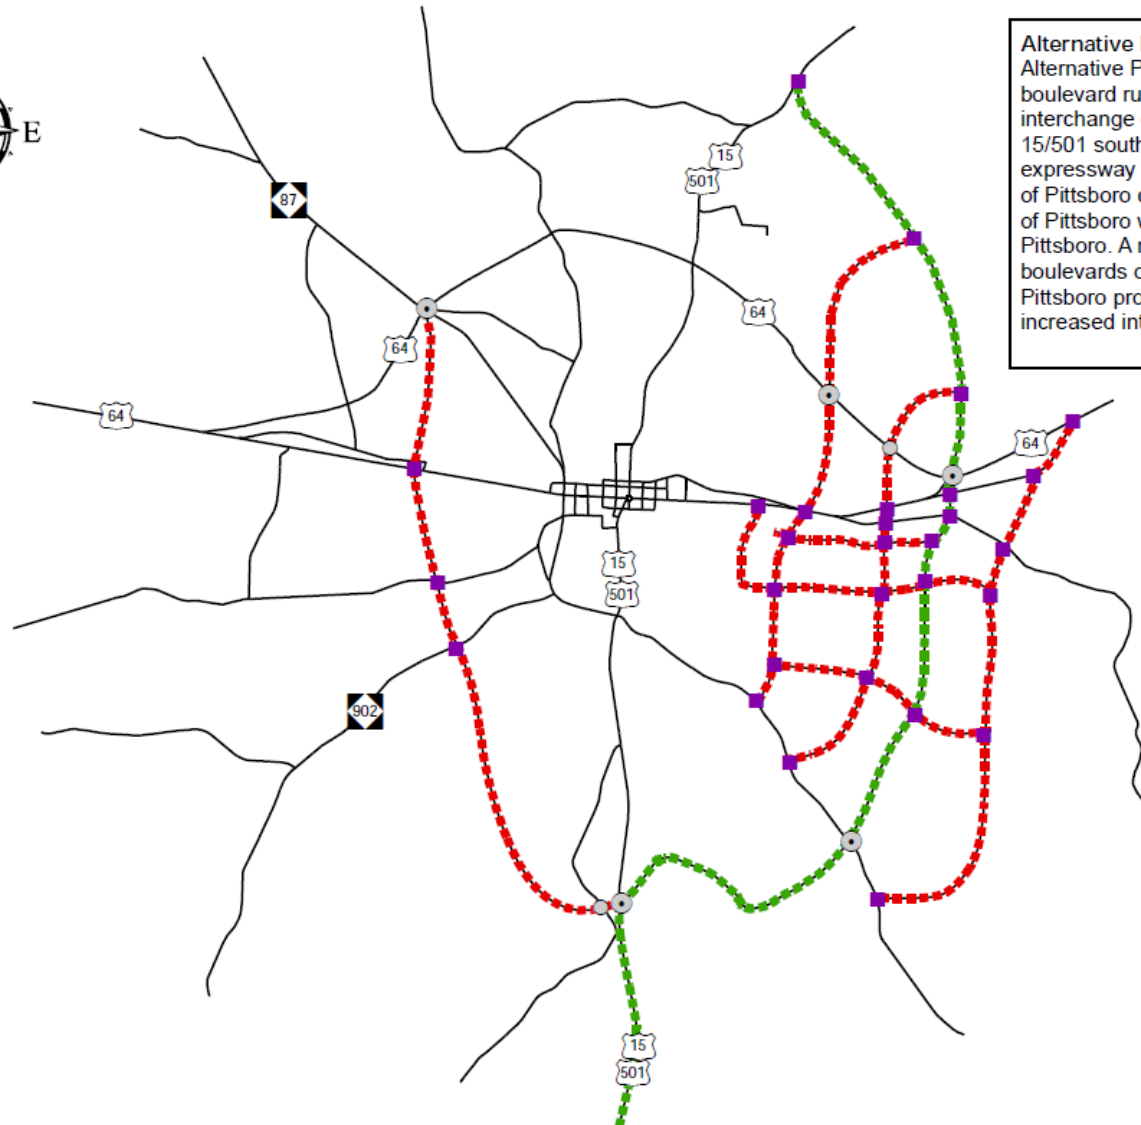 E
Alternative
Alternative P
boulevard ru
interchange
15/501 south
expressway
of Pittsboro
of Pittsboro w
Pittsboro. A
boulevards
Pittsboro pro
increased int
15
501
87
64
64
64
64
15
501
902
15
501